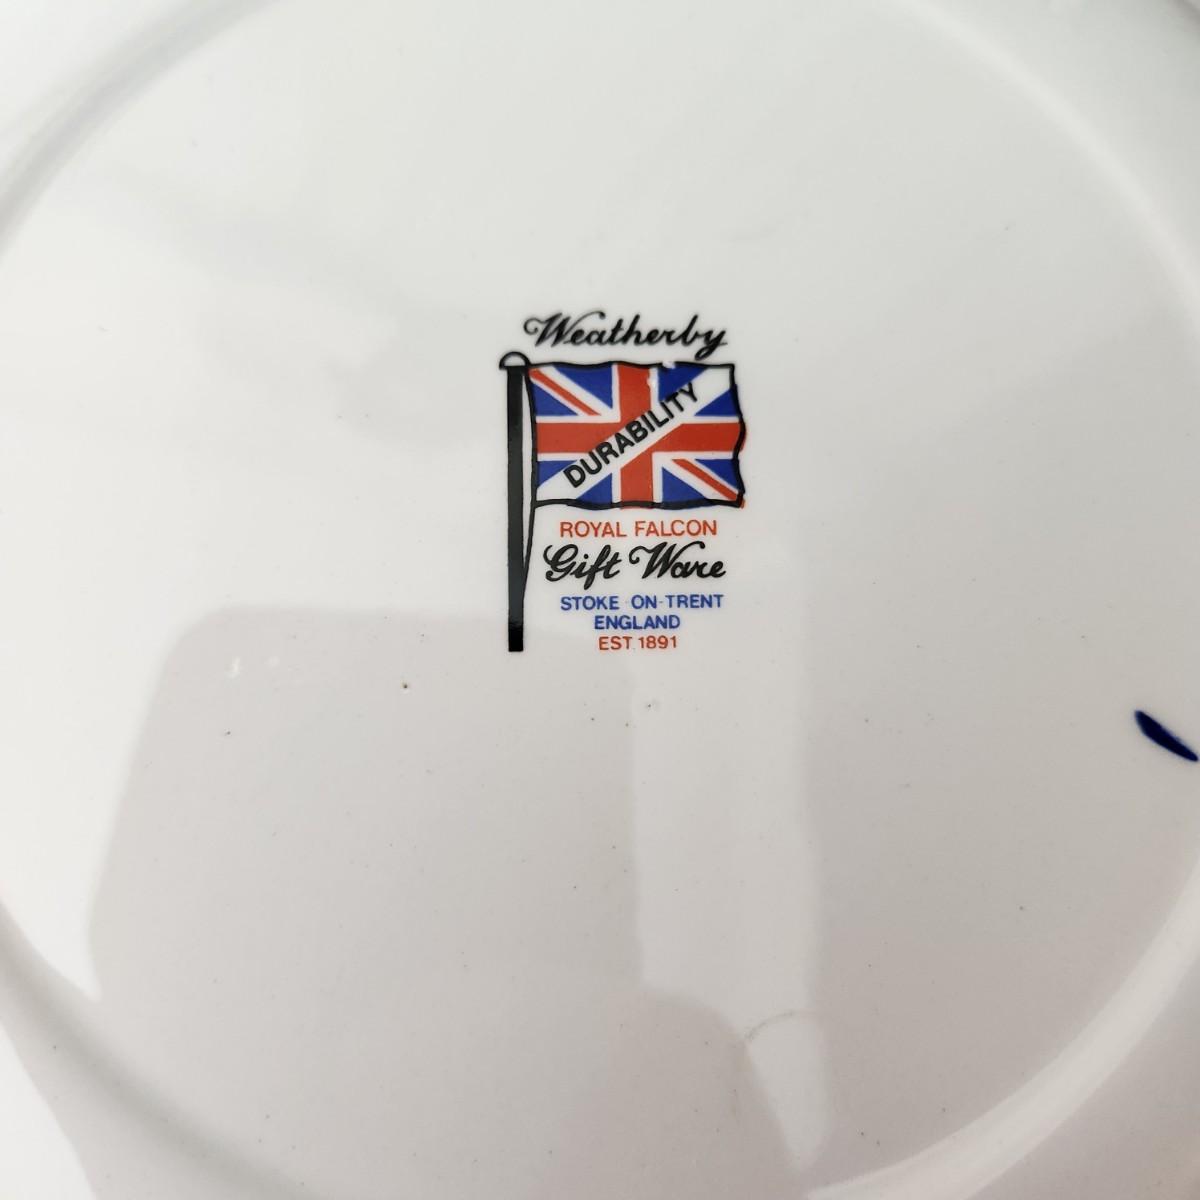 Weatherby
DURABILITY
ROYAL FALCON
Gift Ware
STOKE-ON-TRENT
ENGLAND
EST. 1891